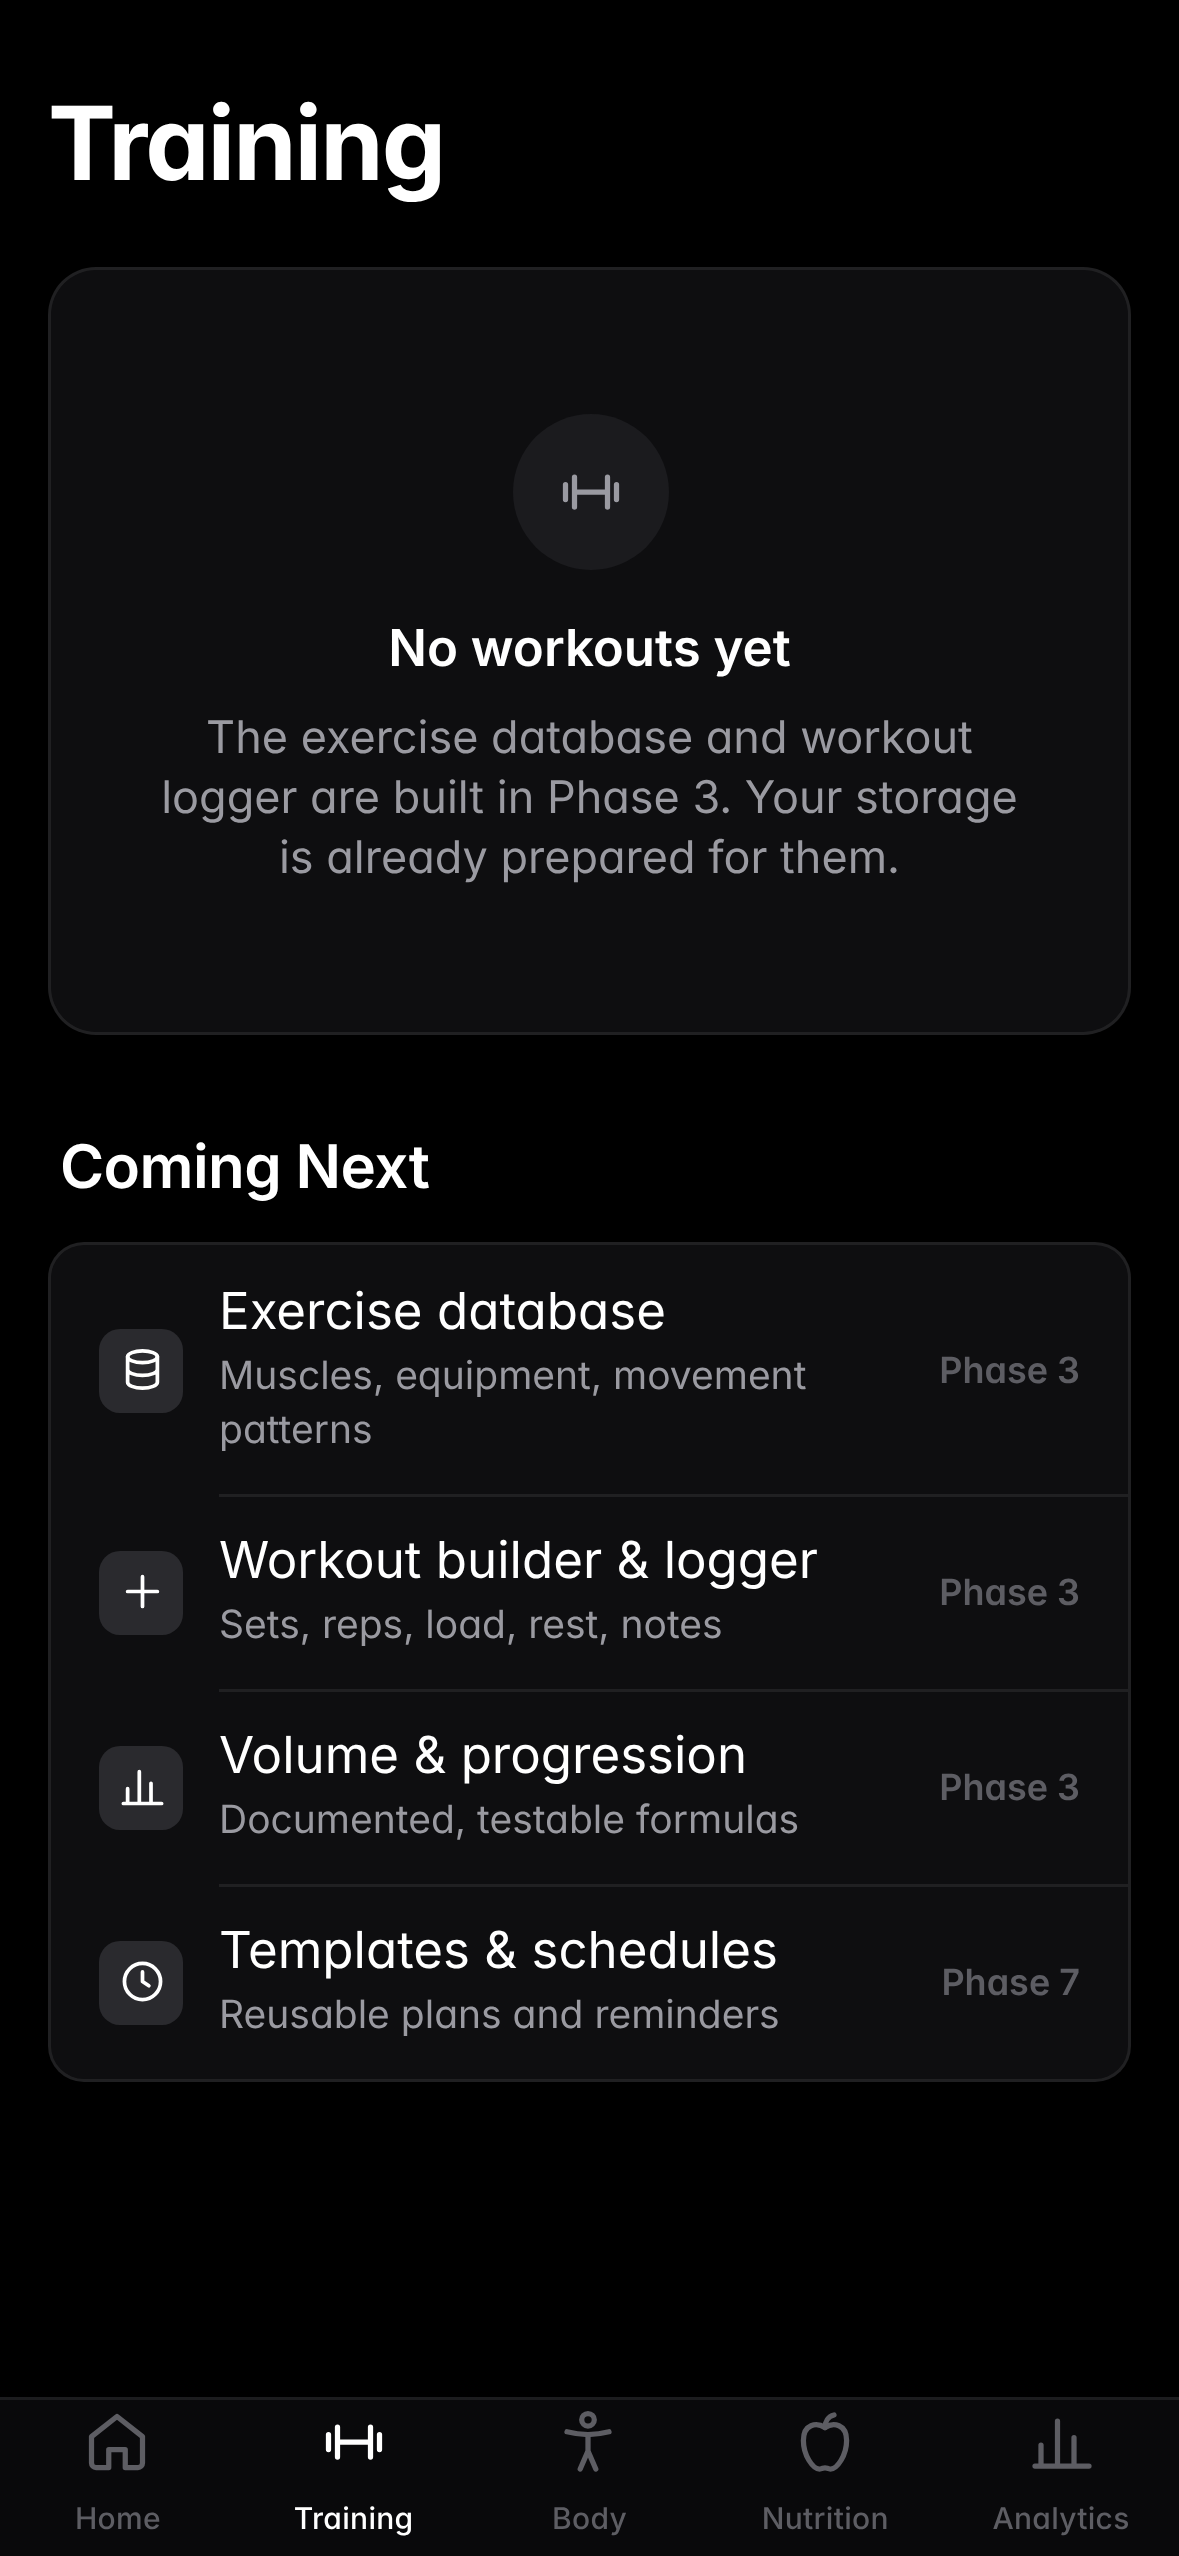 Training
No workouts yet
The exercise database and workout
logger are built in Phase 3. Your storage
is already prepared for them.
Coming Next
Exercise database
Muscles, equipment, movement
patterns
Phase 3
Workout builder & logger
Sets, reps, load, rest, notes
Phase 3
Volume & progression
Documented, testable formulas
Phase 3
Templates & schedules
Reusable plans and reminders
Phase 7
Home
Training
Body
Nutrition
Analytics